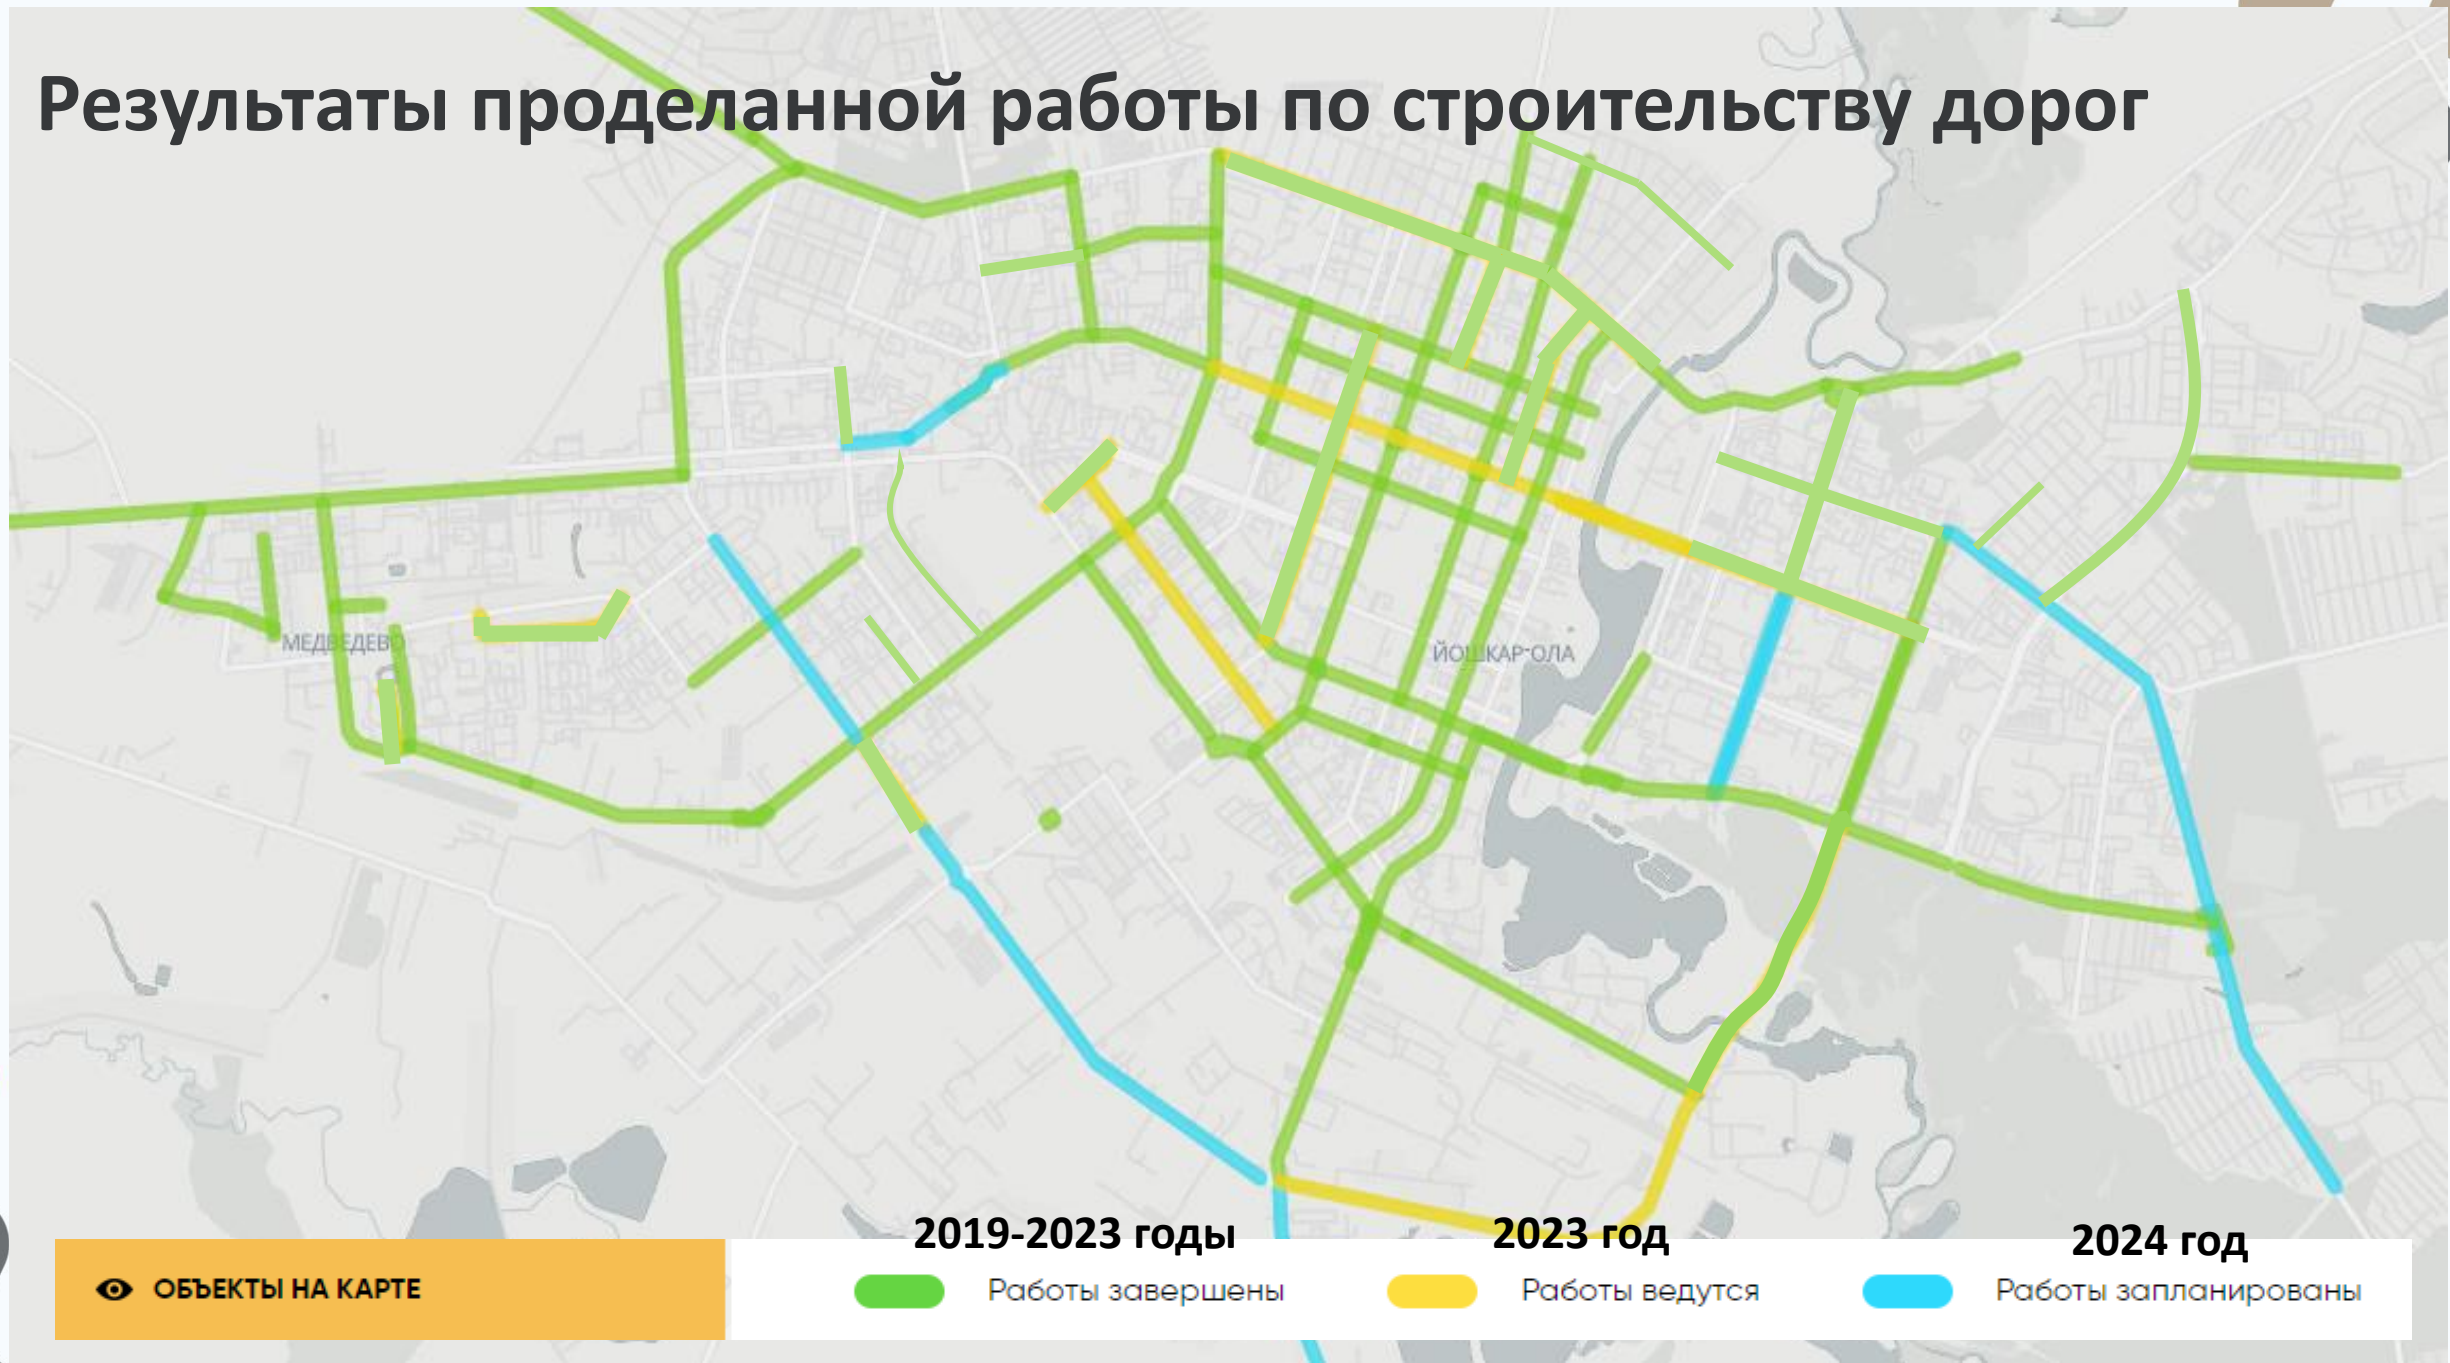 Результаты проделанной работы по строительству дорог
МЕДВЕДЕВО
ЙОШКАР-ОЛА
2019-2023 годы
2023 год
2024 год
ОБЪЕКТЫ НА КАРТЕ
Работы завершены
Работы ведутся
Работы запланированы